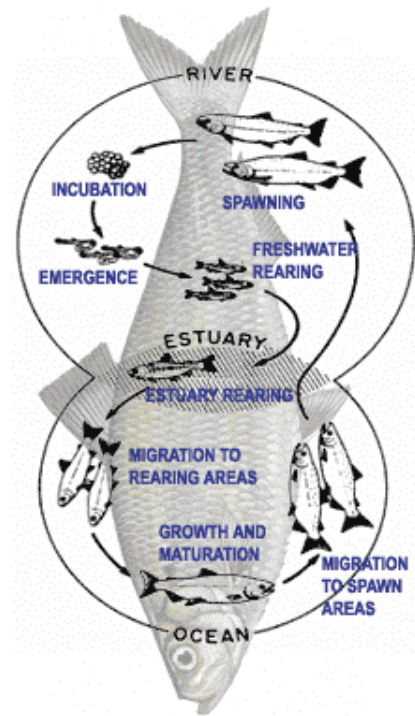 RIVER
INCUBATION
SPAWNING
EMERGENCE
FRESHWATER
REARING
ESTUARY
ESTUARY REARING
MIGRATION TO
REARING AREAS
GROWTH AND
MATURATION
MIGRATION
TO SPAWN
AREAS
OCEAN